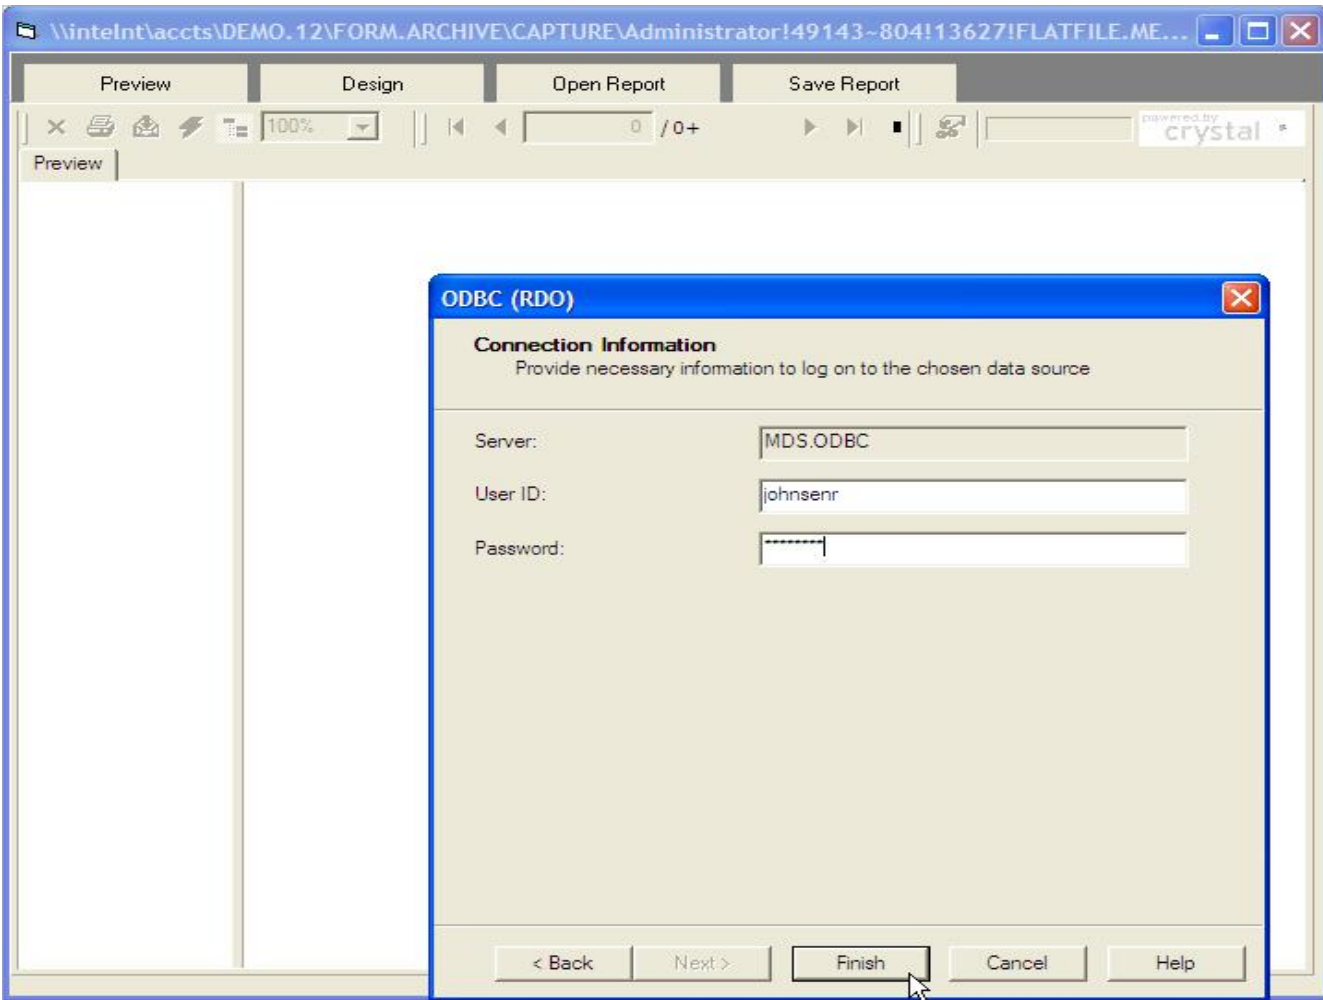 \\intelnt\accts\DEMO.12\FORM.ARCHIVE\CAPTURE\Administrator!49143~804!13627!FLATFILE.ME...
Preview Design Open Report Save Report
100% 0 / 0+ powered by crystal
Preview
ODBC (RDO)
Connection Information
Provide necessary information to log on to the chosen data source
Server: MDS.ODBC
User ID: johnsenr
Password: ********
< Back Next > Finish Cancel Help